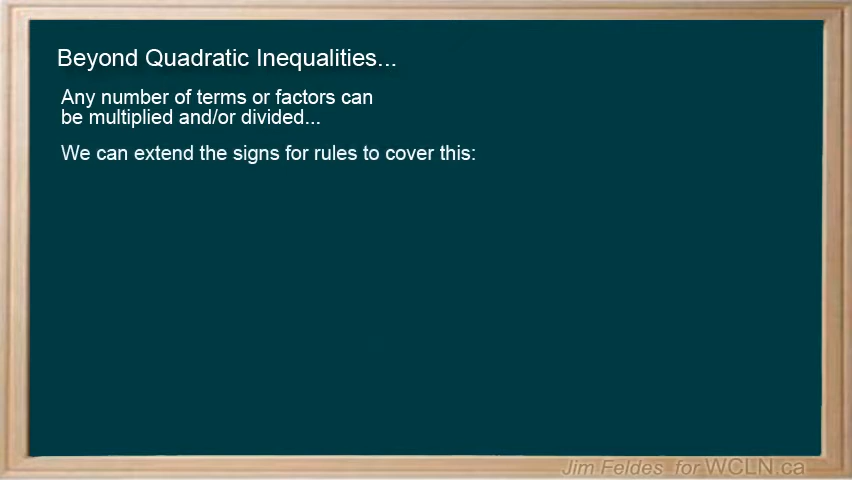 Beyond Quadratic Inequalities...
Any number of terms or factors can
be multiplied and/or divided...
We can extend the signs for rules to cover this:
Jim Feldes for WCLN.ca